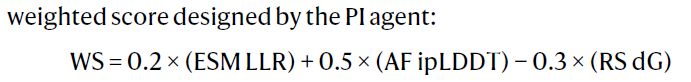 weighted score designed by the PI agent:
WS = 0.2 × (ESM LLR) + 0.5 × (AF ipLDDT) − 0.3 × (RS dG)